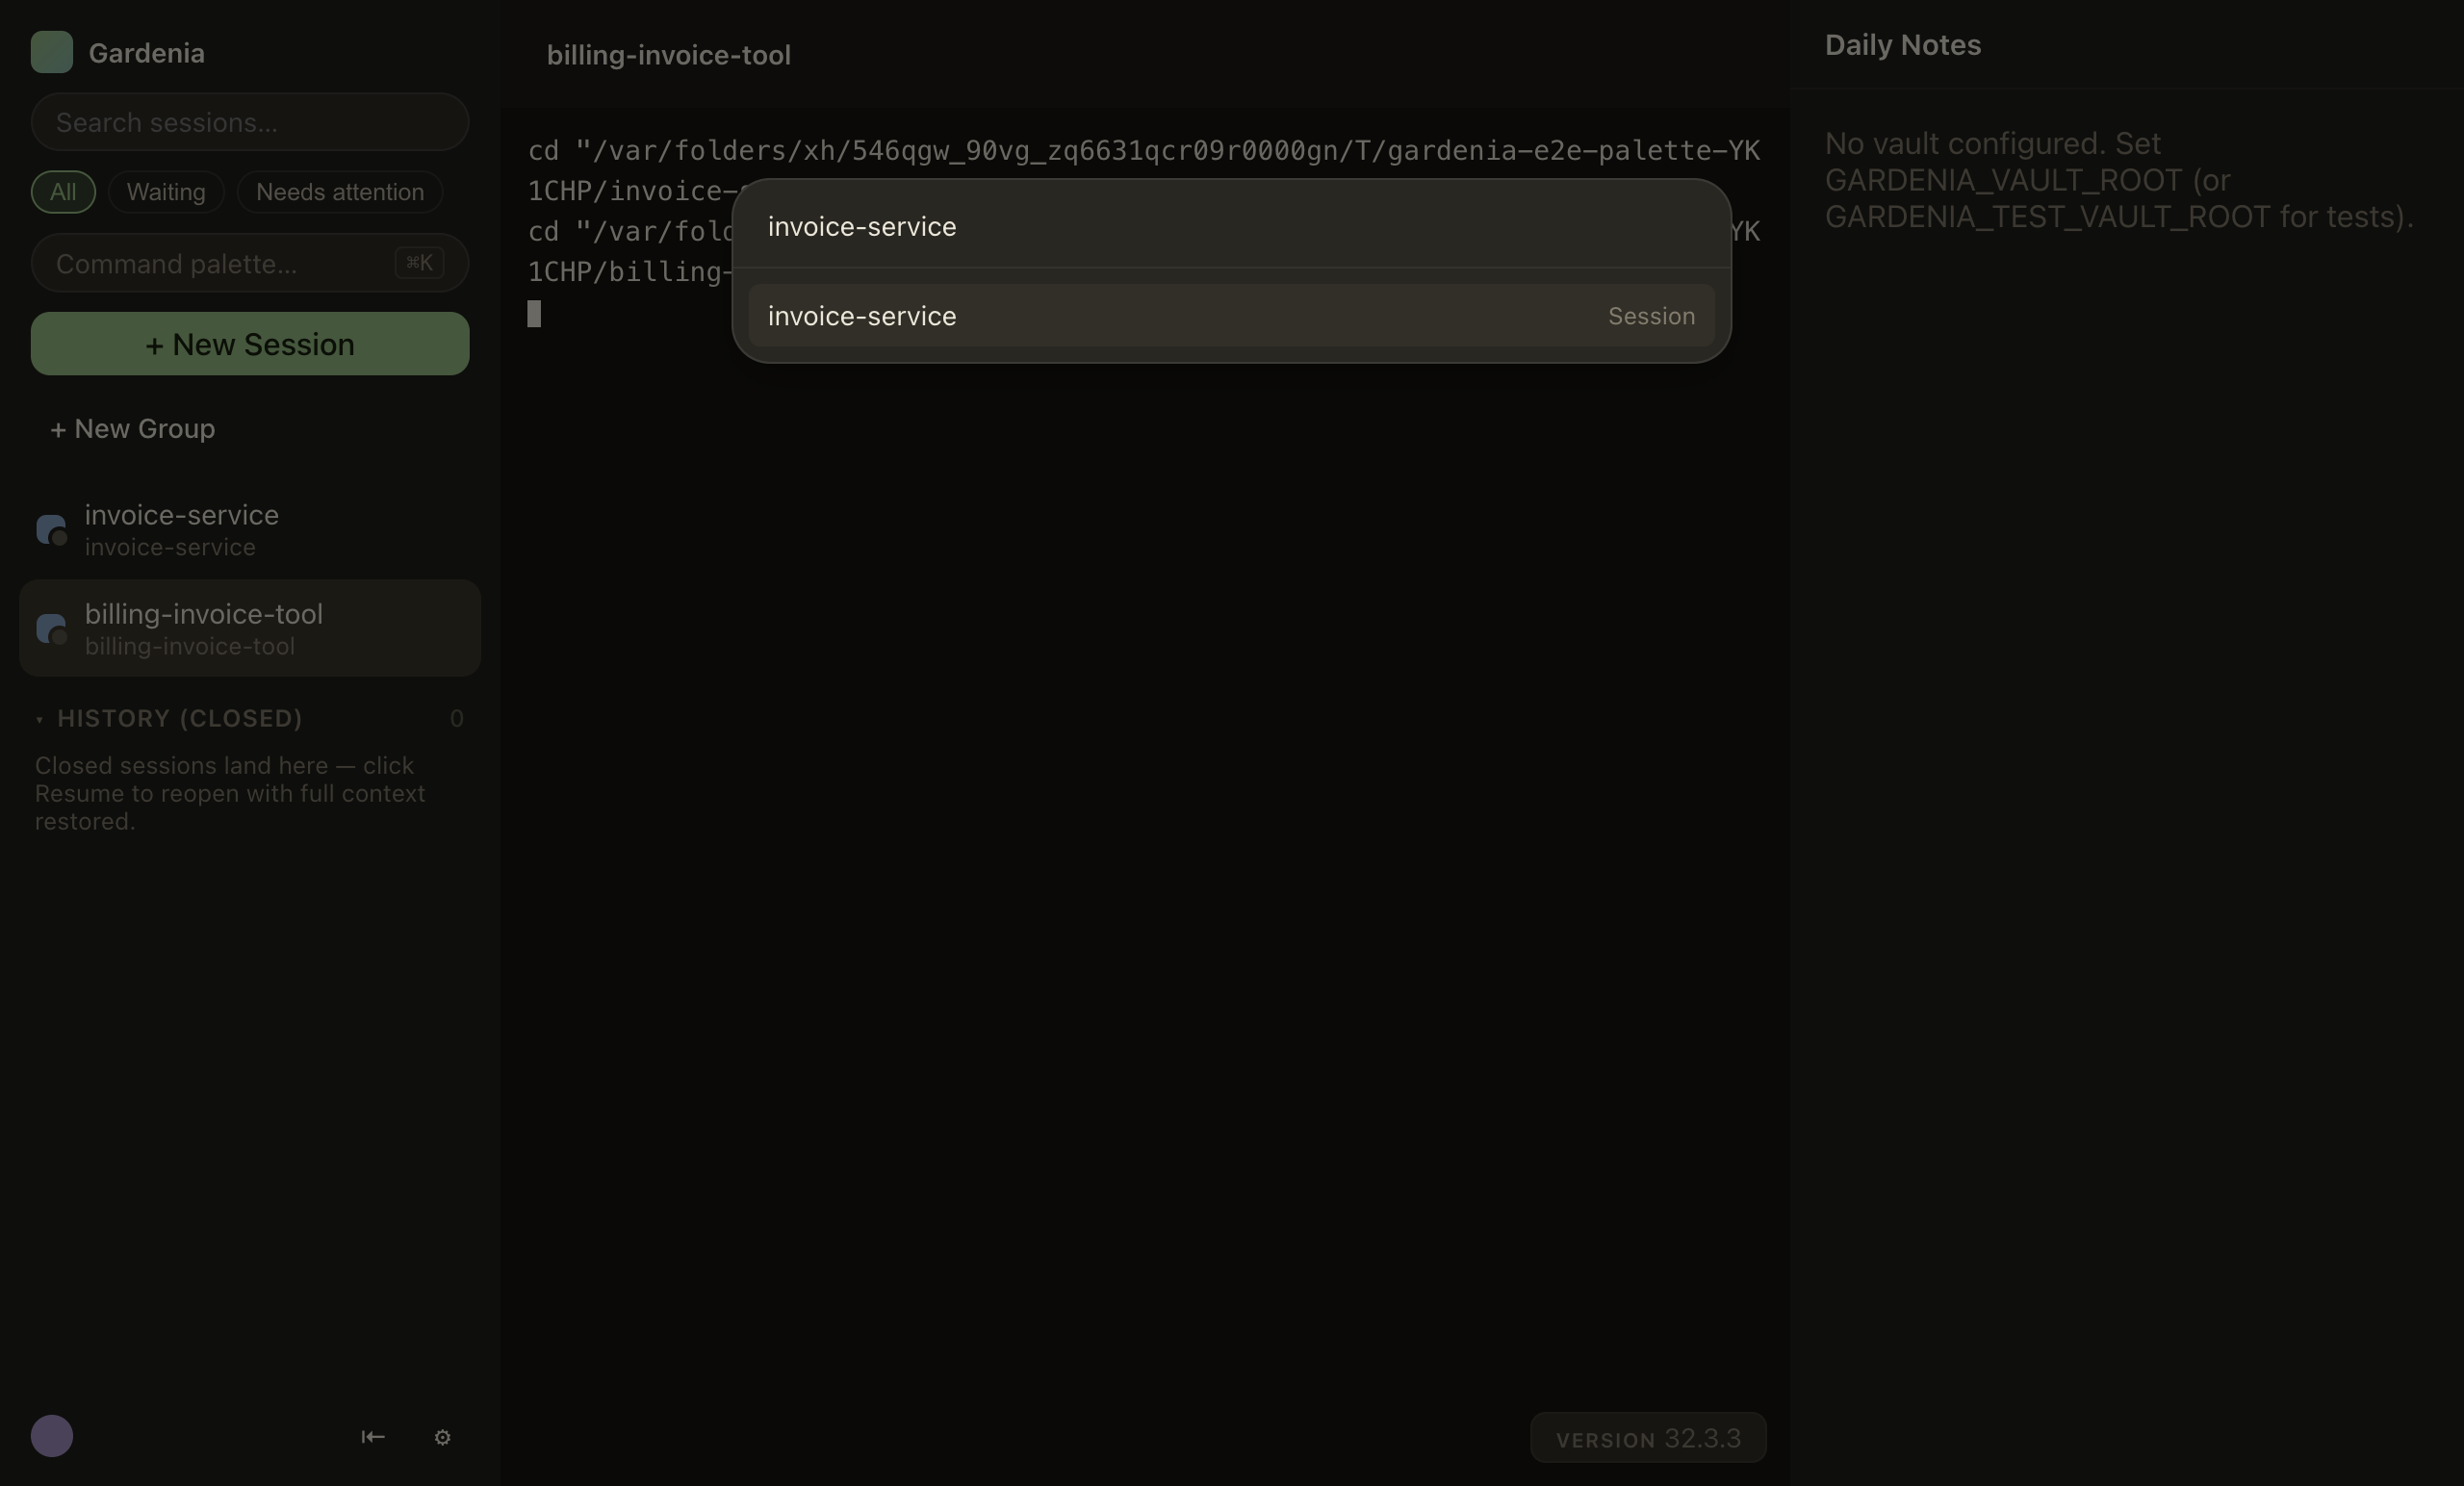 Gardenia
Search sessions...
All
Waiting
Needs attention
Command palette...
⌘K
+ New Session
+ New Group
invoice-service
invoice-service
billing-invoice-tool
billing-invoice-tool
▾ HISTORY (CLOSED) 0
Closed sessions land here — click
Resume to reopen with full context
restored.
billing-invoice-tool
cd "/var/folders/xh/546qgw_90vg_zq6631qcr09r0000gn/T/gardenia-e2e-palette-YK
1CHP/invoice-
cd "/var/fold YK
1CHP/billing-
invoice-service
invoice-service Session
VERSION 32.3.3
Daily Notes
No vault configured. Set
GARDENIA_VAULT_ROOT (or
GARDENIA_TEST_VAULT_ROOT for tests).